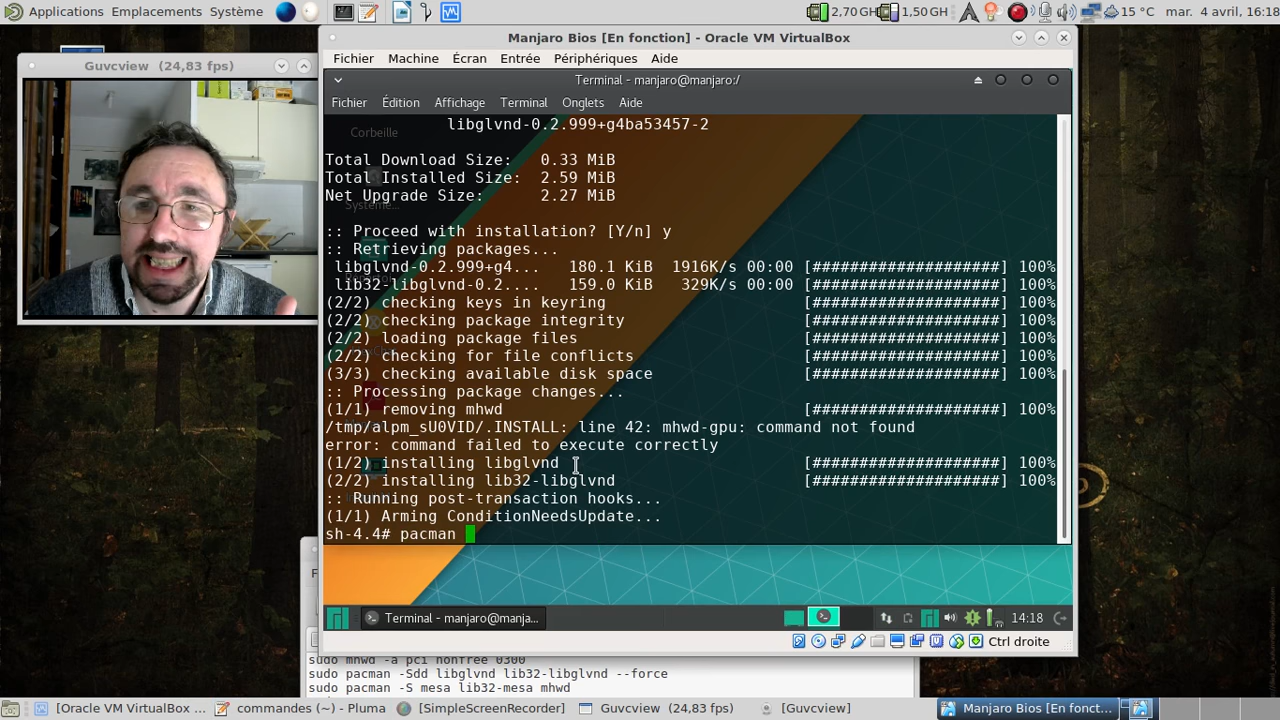 Applications Emplacements Système
2,70 GH 1,50 GH 15 °C mar. 4 avril, 16:18
Guvcview (24,83 fps)
Manjaro Bios [En fonction] - Oracle VM VirtualBox
Fichier Machine Écran Entrée Périphériques Aide
Terminal - manjaro@manjaro:/
Fichier Édition Affichage Terminal Onglets Aide
Corbeille
libglvnd-0.2.999+g4ba53457-2
Total Download Size: 0.33 MiB
Total Installed Size: 2.59 MiB
Net Upgrade Size: 2.27 MiB
:: Proceed with installation? [Y/n] y
:: Retrieving packages...
libglvnd-0.2.999+g4... 180.1 KiB 1916K/s 00:00 [#####################] 100%
lib32-libglvnd-0.2.... 159.0 KiB 329K/s 00:00 [#####################] 100%
(2/2) checking keys in keyring [#####################] 100%
(2/2) checking package integrity [#####################] 100%
(2/2) loading package files [#####################] 100%
(2/2) checking for file conflicts [#####################] 100%
(3/3) checking available disk space [#####################] 100%
:: Processing package changes...
(1/1) removing mhwd [#####################] 100%
/tmp/alpm_sU0VID/.INSTALL: line 42: mhwd-gpu: command not found
error: command failed to execute correctly
(1/2) installing libglvnd [#####################] 100%
(2/2) installing lib32-libglvnd [#####################] 100%
:: Running post-transaction hooks...
(1/1) Arming ConditionNeedsUpdate...
sh-4.4# pacman
Terminal - manjaro@manja...
14:18
Ctrl droite
sudo mhwd -a pci nonfree 0300
sudo pacman -Sdd libglvnd lib32-libglvnd --force
sudo pacman -S mesa lib32-mesa mhwd
[Oracle VM VirtualBox ... commandes (~) - Pluma [SimpleScreenRecorder] Guvcview (24,83 fps) [Guvcview] Manjaro Bios [En fonct...